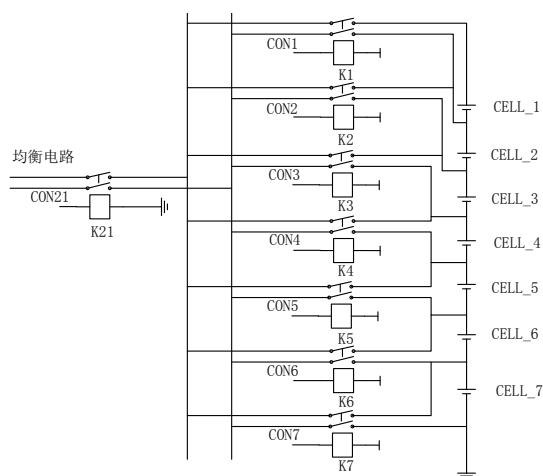 CON1
K1
CELL_1
CON2
K2
均衡电路
CELL_2
CON3
K3
CELL_3
CON21
K21
CON4
K4
CELL_4
CELL_5
CON5
K5
CELL_6
CON6
K6
CELL_7
CON7
K7